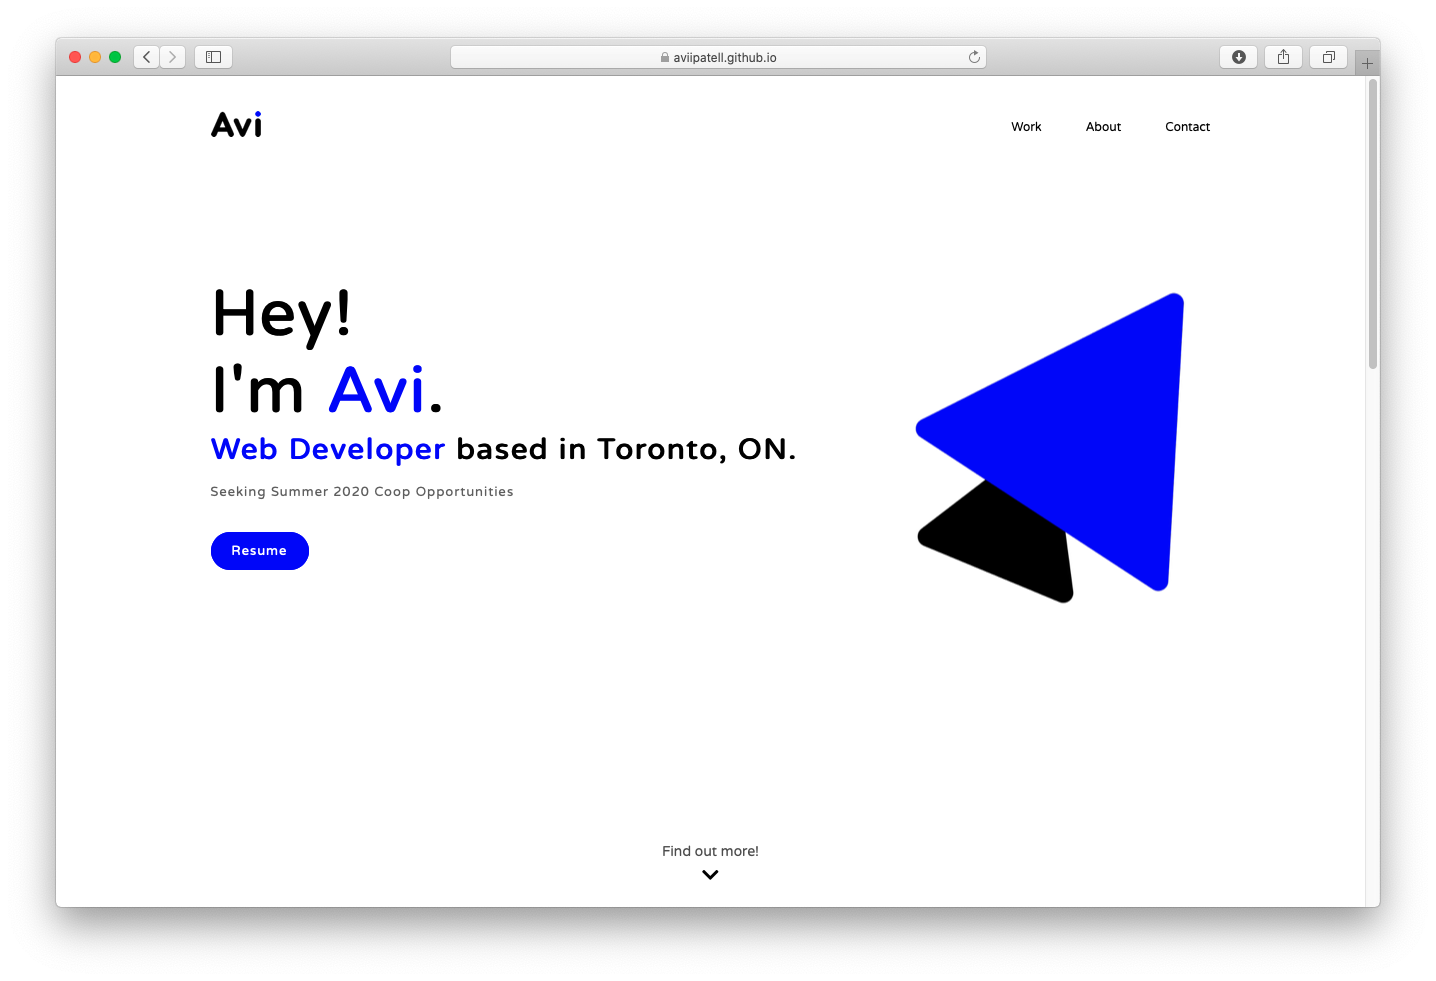 aviipatell.github.io
Avi
Work About Contact
Hey!
I'm Avi.
Web Developer based in Toronto, ON.
Seeking Summer 2020 Coop Opportunities
Resume
Find out more!